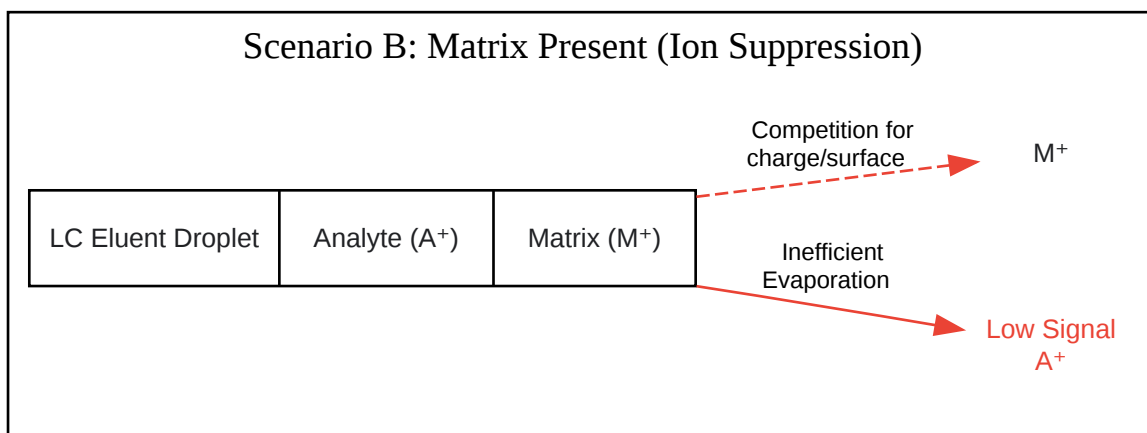 Scenario B: Matrix Present (Ion Suppression)
Competition for
charge/surface
M⁺
LC Eluent Droplet
Analyte (A⁺)
Matrix (M⁺)
Inefficient
Evaporation
Low Signal
A⁺